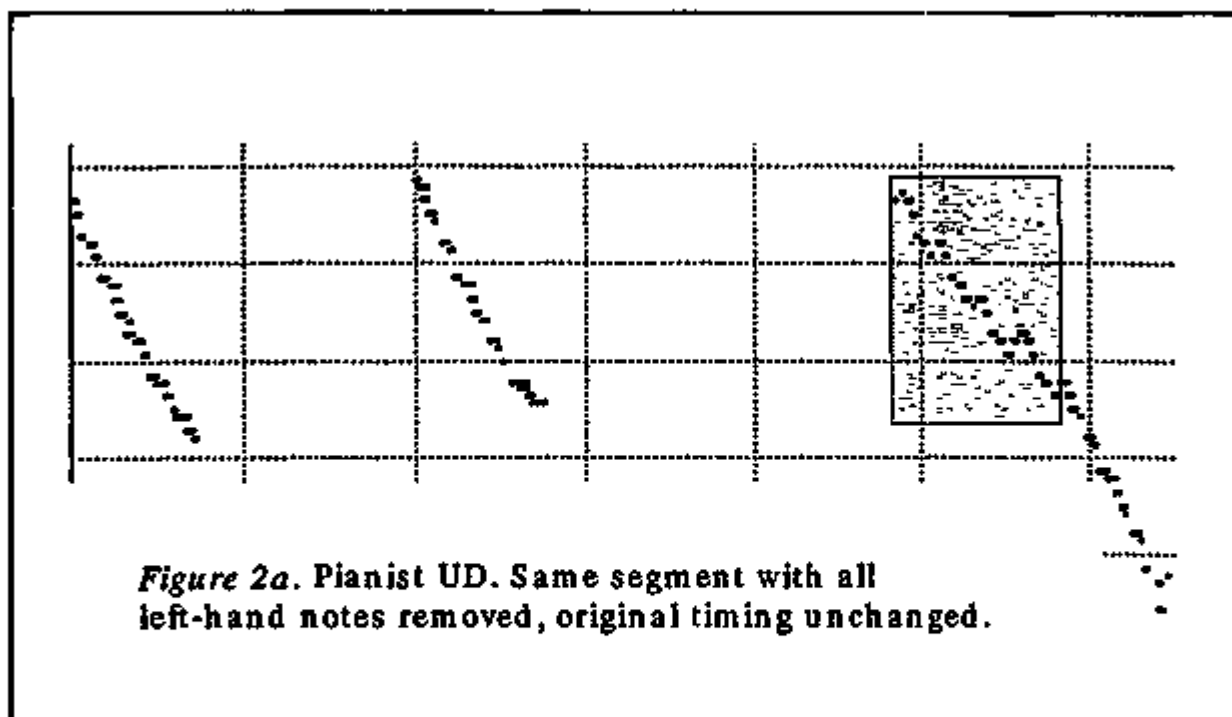 Figure 2a. Pianist UD. Same segment with all
left-hand notes removed, original timing unchanged.